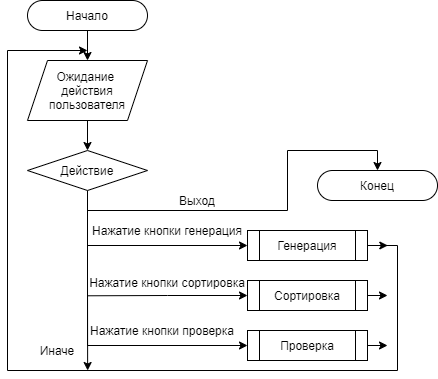 Начало
Ожидание
действия
пользователя
Действие
Выход
Конец
Нажатие кнопки генерация
Генерация
Нажатие кнопки сортировка
Сортировка
Нажатие кнопки проверка
Проверка
Иначе